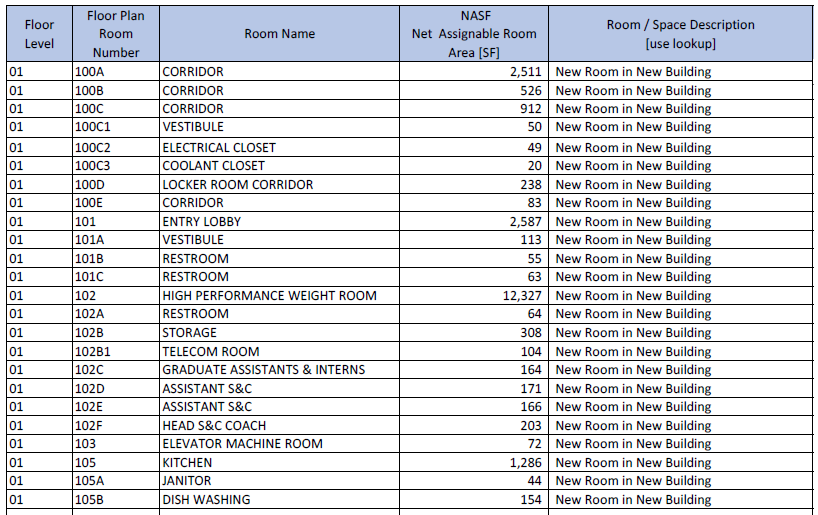 Floor Level | Floor Plan Room Number | Room Name | NASF Net Assignable Room Area [SF] | Room / Space Description [use lookup]
01 | 100A | CORRIDOR | 2,511 | New Room in New Building
01 | 100B | CORRIDOR | 526 | New Room in New Building
01 | 100C | CORRIDOR | 912 | New Room in New Building
01 | 100C1 | VESTIBULE | 50 | New Room in New Building
01 | 100C2 | ELECTRICAL CLOSET | 49 | New Room in New Building
01 | 100C3 | COOLANT CLOSET | 20 | New Room in New Building
01 | 100D | LOCKER ROOM CORRIDOR | 238 | New Room in New Building
01 | 100E | CORRIDOR | 83 | New Room in New Building
01 | 101 | ENTRY LOBBY | 2,587 | New Room in New Building
01 | 101A | VESTIBULE | 113 | New Room in New Building
01 | 101B | RESTROOM | 55 | New Room in New Building
01 | 101C | RESTROOM | 63 | New Room in New Building
01 | 102 | HIGH PERFORMANCE WEIGHT ROOM | 12,327 | New Room in New Building
01 | 102A | RESTROOM | 64 | New Room in New Building
01 | 102B | STORAGE | 308 | New Room in New Building
01 | 102B1 | TELECOM ROOM | 104 | New Room in New Building
01 | 102C | GRADUATE ASSISTANTS & INTERNS | 164 | New Room in New Building
01 | 102D | ASSISTANT S&C | 171 | New Room in New Building
01 | 102E | ASSISTANT S&C | 166 | New Room in New Building
01 | 102F | HEAD S&C COACH | 203 | New Room in New Building
01 | 103 | ELEVATOR MACHINE ROOM | 72 | New Room in New Building
01 | 105 | KITCHEN | 1,286 | New Room in New Building
01 | 105A | JANITOR | 44 | New Room in New Building
01 | 105B | DISH WASHING | 154 | New Room in New Building